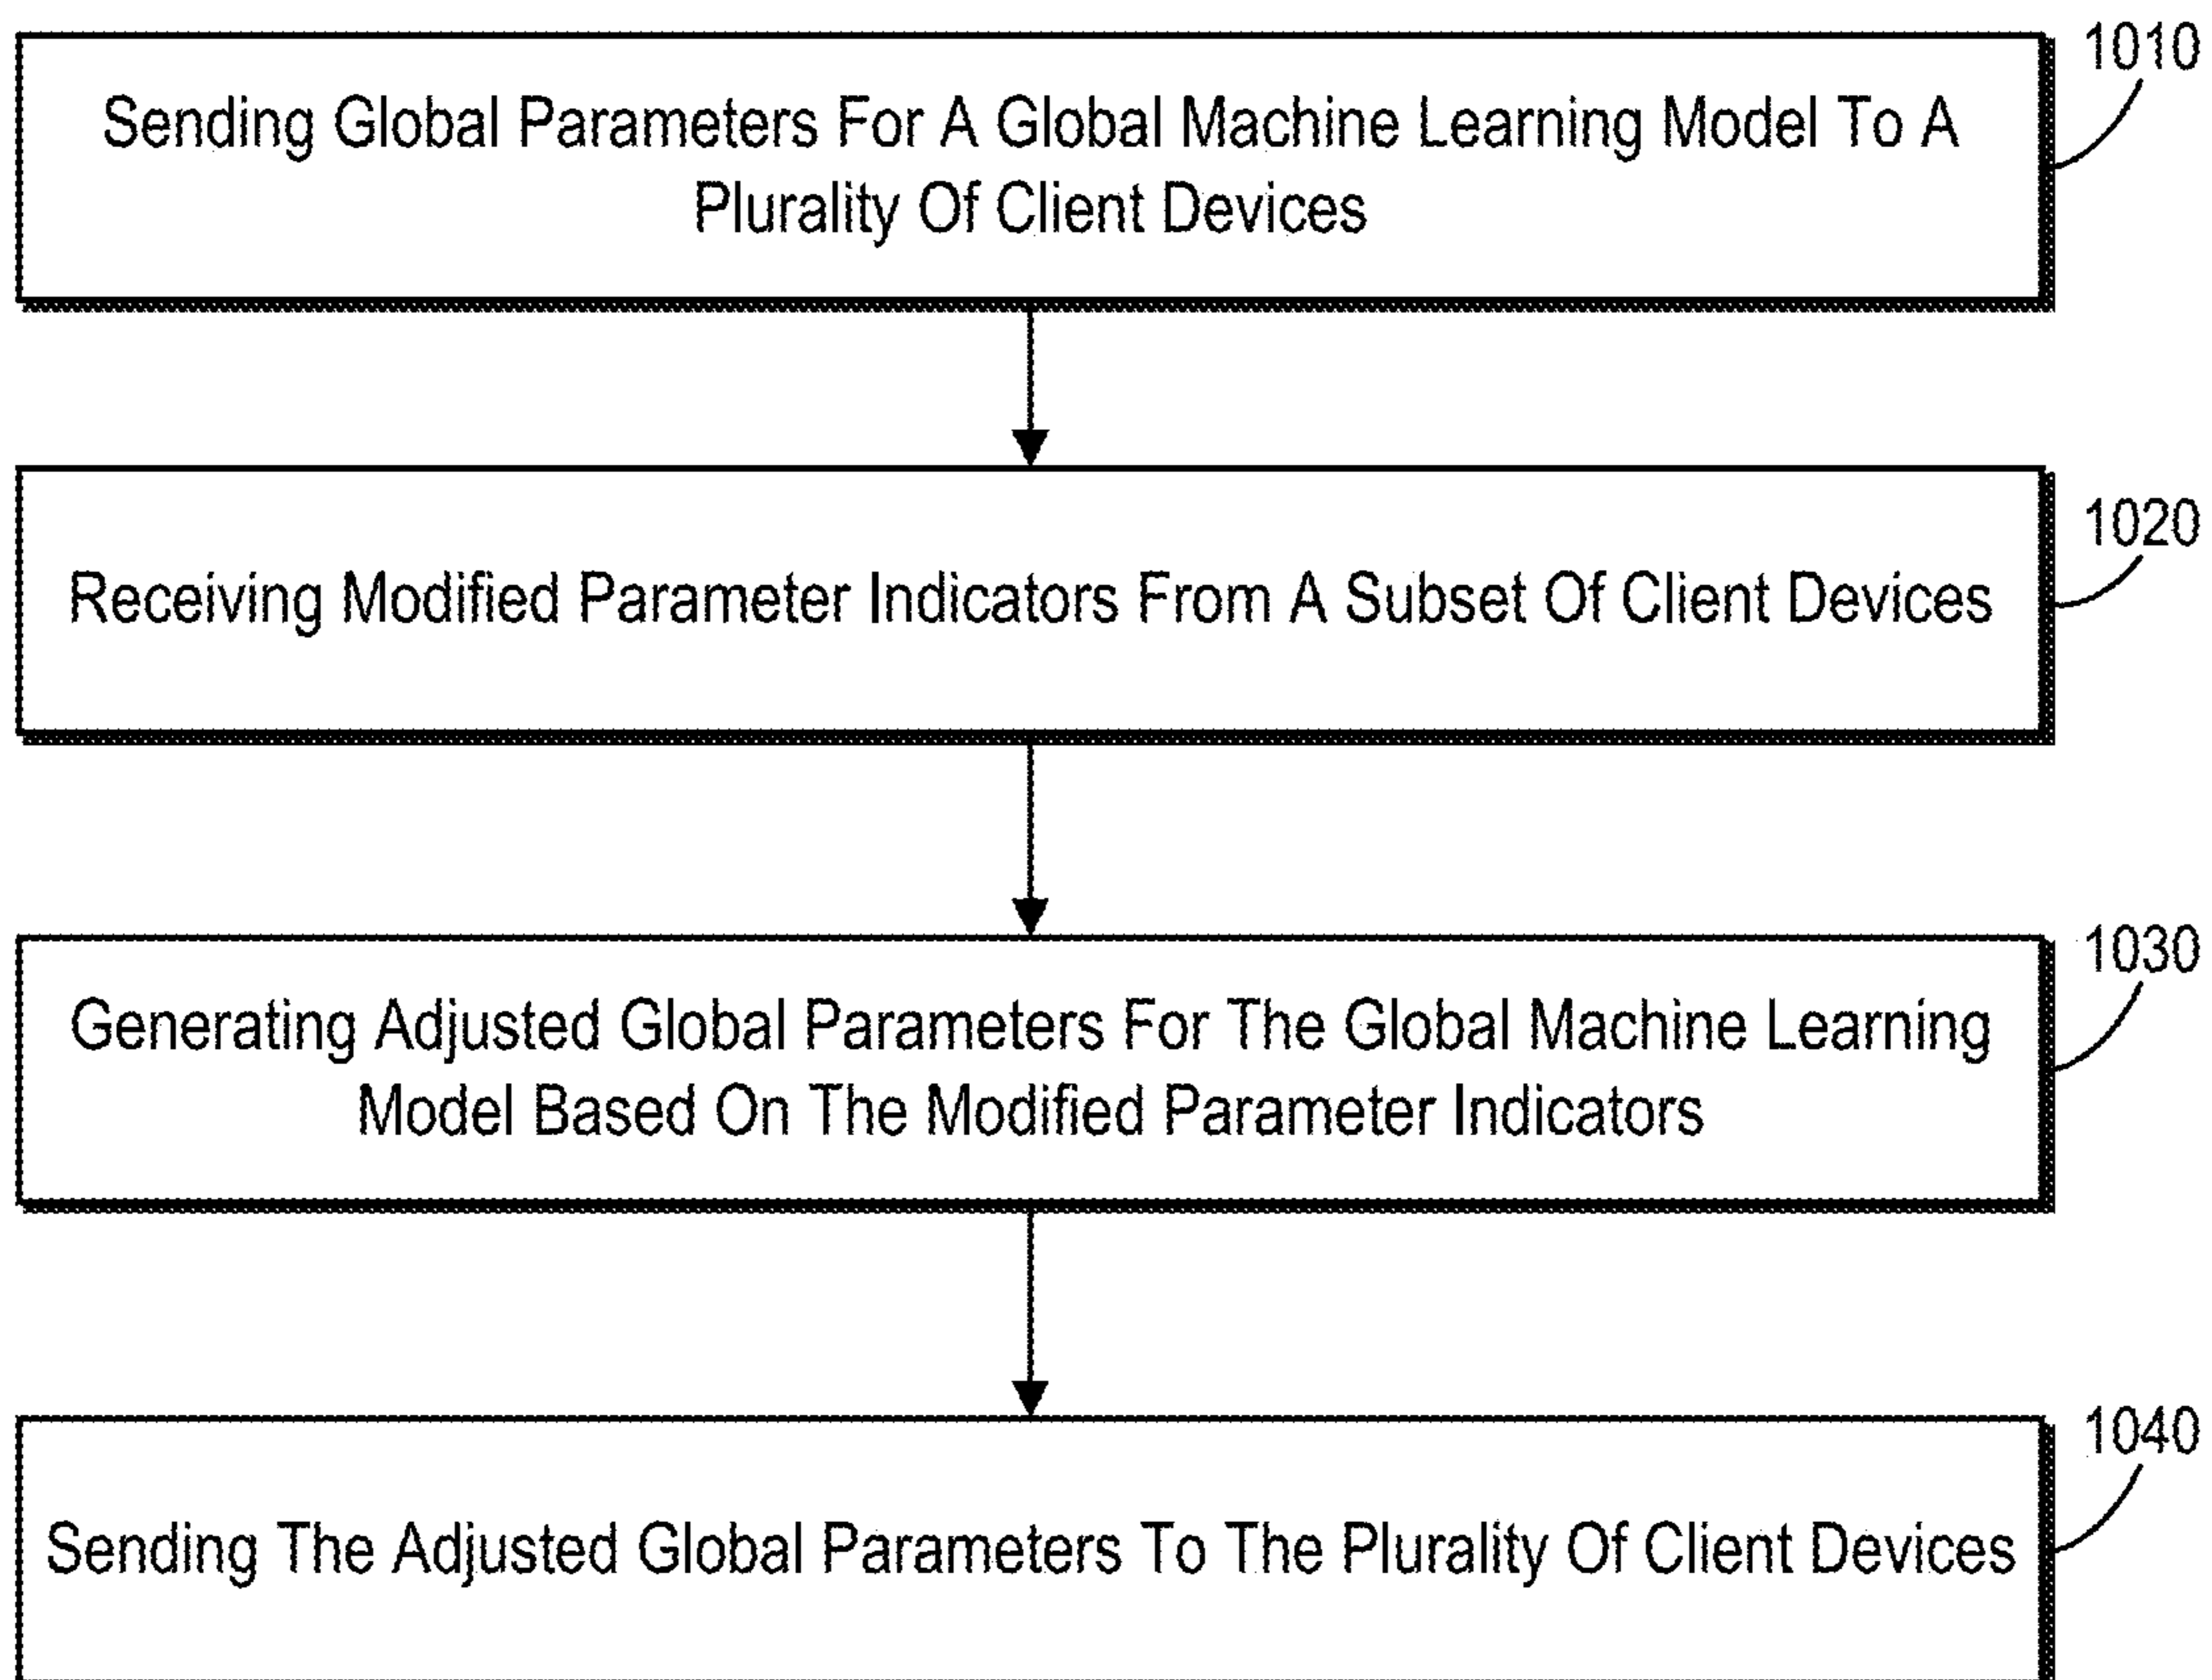 1010
Sending Global Parameters For A Global Machine Learning Model To A
Plurality Of Client Devices
1020
Receiving Modified Parameter Indicators From A Subset Of Client Devices
1030
Generating Adjusted Global Parameters For The Global Machine Learning
Model Based On The Modified Parameter Indicators
1040
Sending The Adjusted Global Parameters To The Plurality Of Client Devices